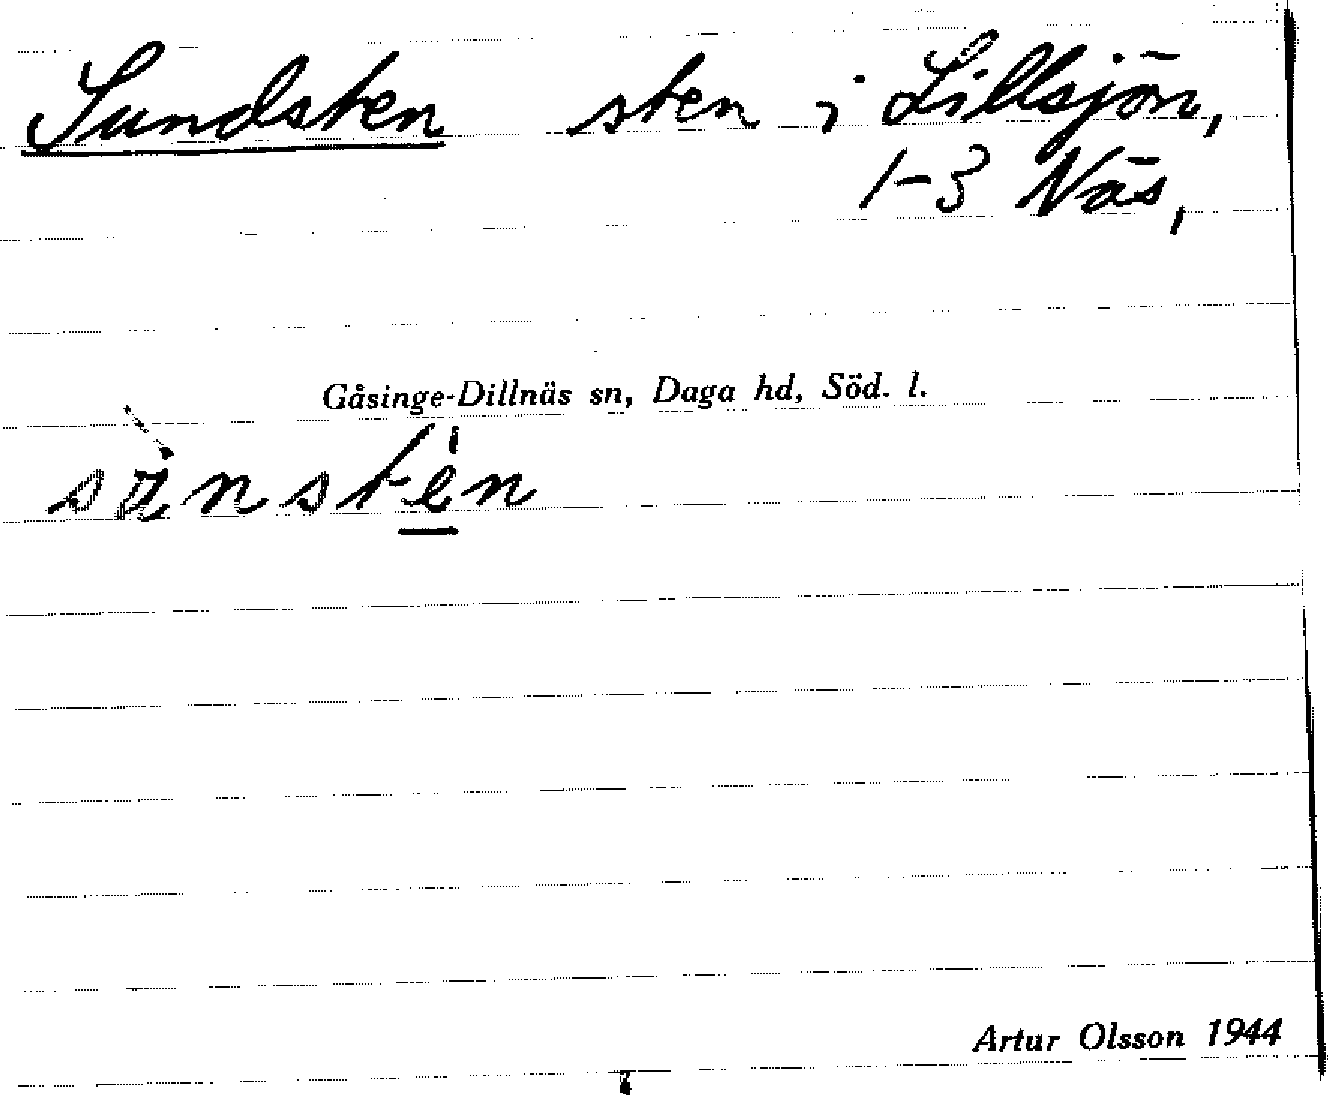 Sundsten sten i Lillsjön,
1-3 Näs,
Gåsinge-Dillnäs sn, Daga hd, Söd. l.
Artur Olsson 1944